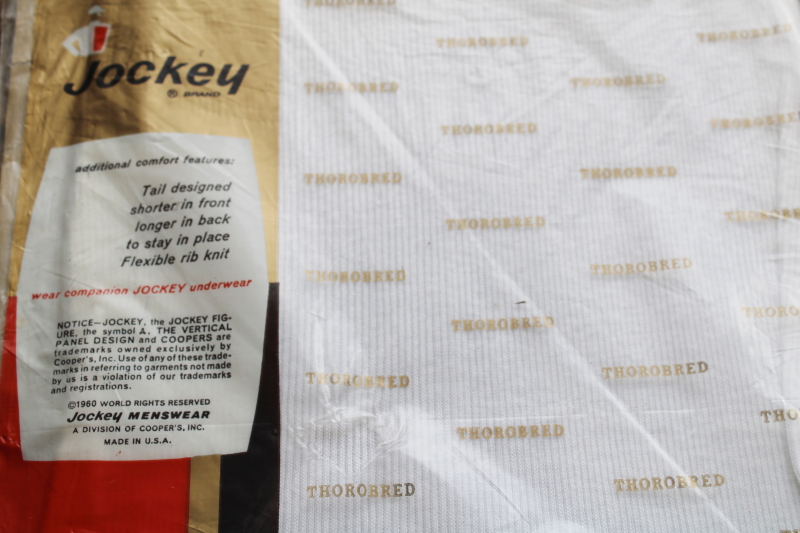 Jockey
® BRAND
additional comfort features:
Tail designed
shorter in front
longer in back
to stay in place
Flexible rib knit
wear companion JOCKEY underwear
NOTICE—JOCKEY, the JOCKEY FIG-
URE, the symbol A, THE VERTICAL
PANEL DESIGN and COOPERS are
trademarks owned exclusively by
Cooper's, Inc. Use of any of these trade-
marks in referring to garments not made
by us is a violation of our trademarks
and registrations.
©1960 WORLD RIGHTS RESERVED
Jockey MENSWEAR
A DIVISION OF COOPER'S, INC.
MADE IN U.S.A.
THOROBRED
THOROBRED THOROBRED
THOROBRED THOROBRED
THOROBRED THOROBRED
THOROBRED THOROBRED
THOROBRED THOROBRED
THOROBRED THOROBRED
THOROBRED THOROB
THOROBRED THOROBRED
THOROBRED THO
THOROBRED THOROBRED